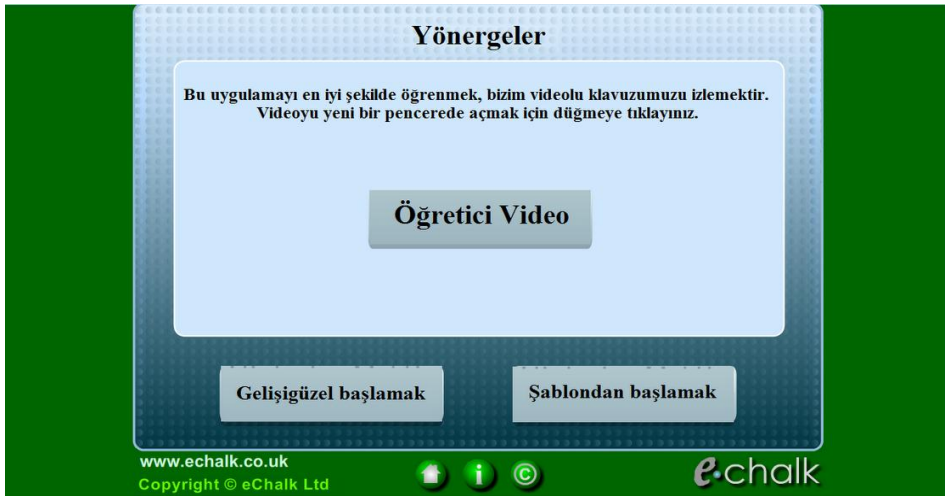 Yönergeler
Bu uygulamayı en iyi şekilde öğrenmek, bizim videolu klavuzumuzu izlemektir.
Videoyu yeni bir pencerede açmak için düğmeye tıklayınız.
Öğretici Video
Gelişigüzel başlamak
Şablondan başlamak
www.echalk.co.uk
Copyright © eChalk Ltd
i
©
e-chalk